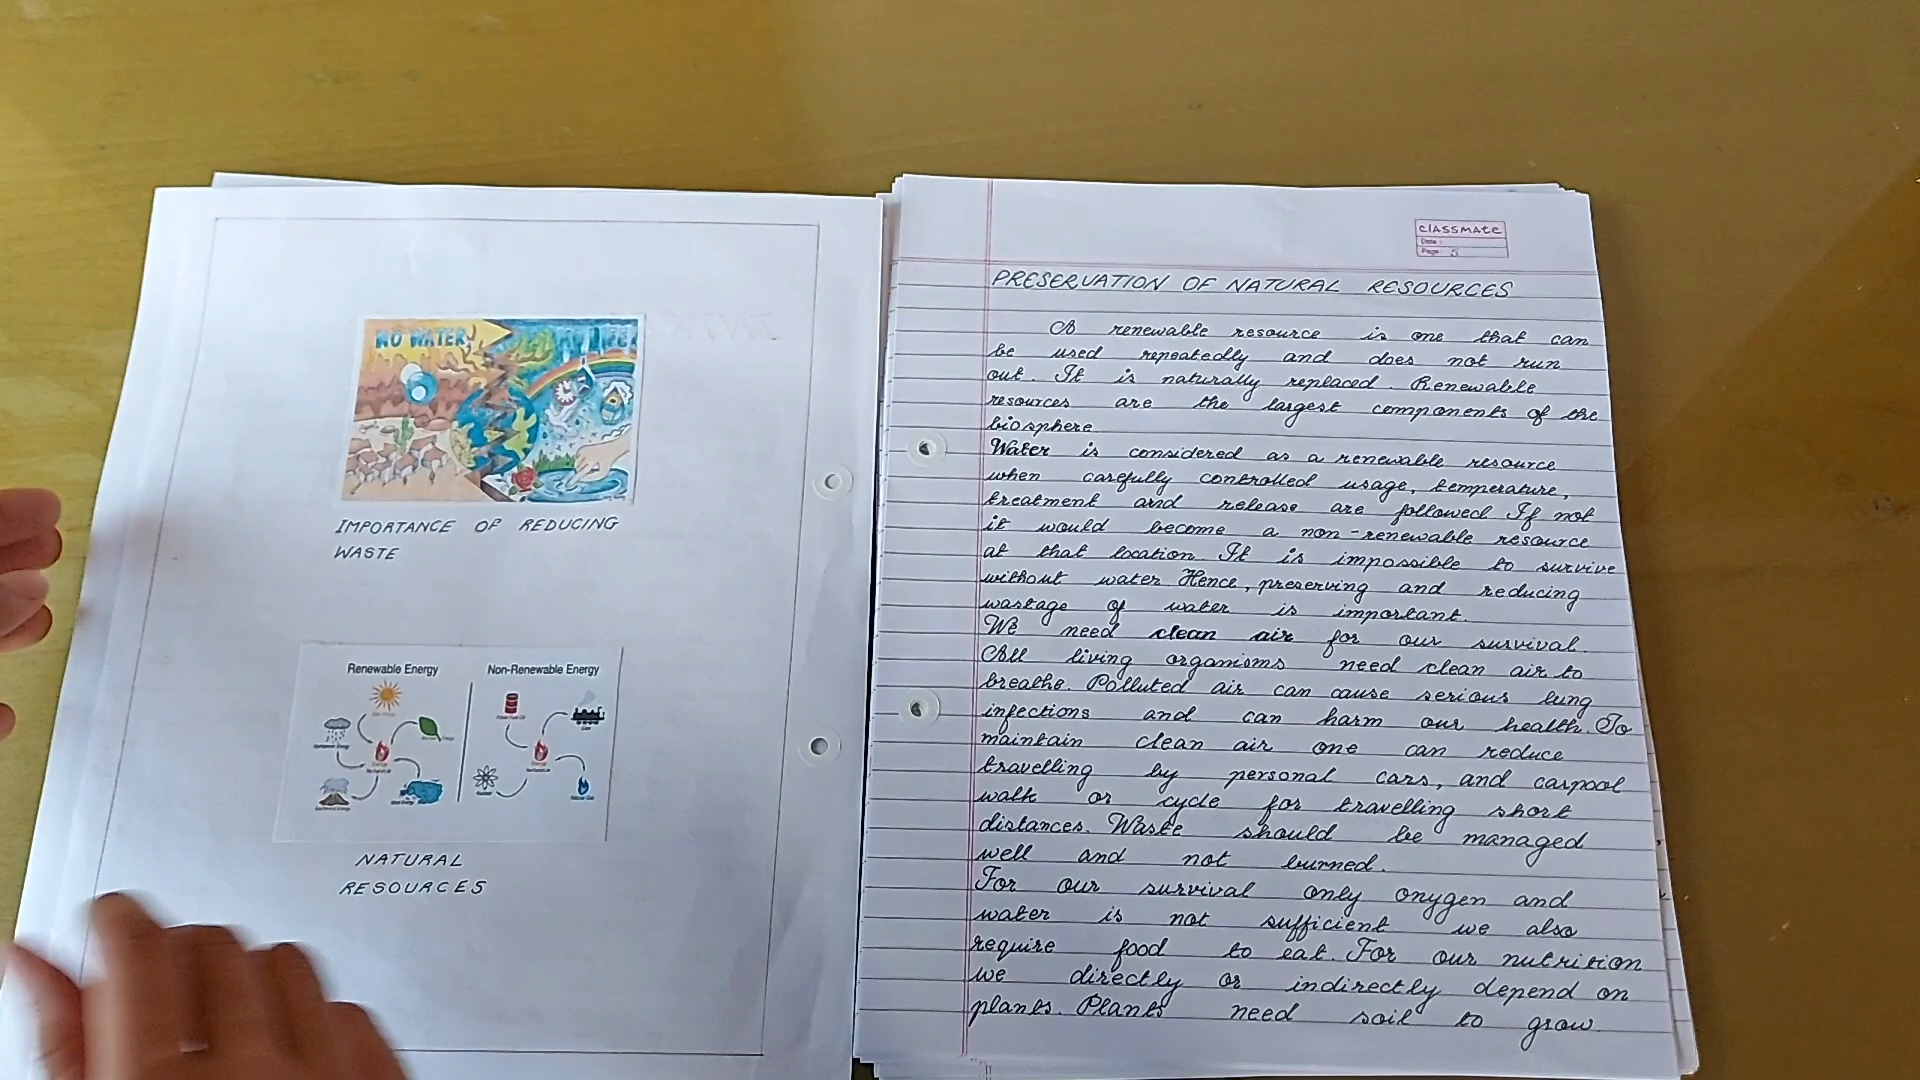 NO WATER
IMPORTANCE OF REDUCING
WASTE
Renewable Energy
Non-Renewable Energy
NATURAL
RESOURCES
CLASSMATE
Date :
Page : 5
PRESERVATION OF NATURAL RESOURCES
A renewable resource is one that can
be used repeatedly and does not run
out. It is naturally replaced. Renewable
resources are the largest components of the
biosphere.
Water is considered as a renewable resource
when carefully controlled usage, temperature,
treatment and release are followed. If not
it would become a non-renewable resource
at that location. It is impossible to survive
without water. Hence, preserving and reducing
wastage of water is important.
We need clean air for our survival.
All living organisms need clean air to
breathe. Polluted air can cause serious lung
infections and can harm our health. To
maintain clean air one can reduce
travelling by personal cars, and carpool
walk or cycle for travelling short
distances. Waste should be managed
well and not burned.
For our survival only oxygen and
water is not sufficient we also
require food to eat. For our nutrition
we directly or indirectly depend on
plants. Plants need soil to grow.